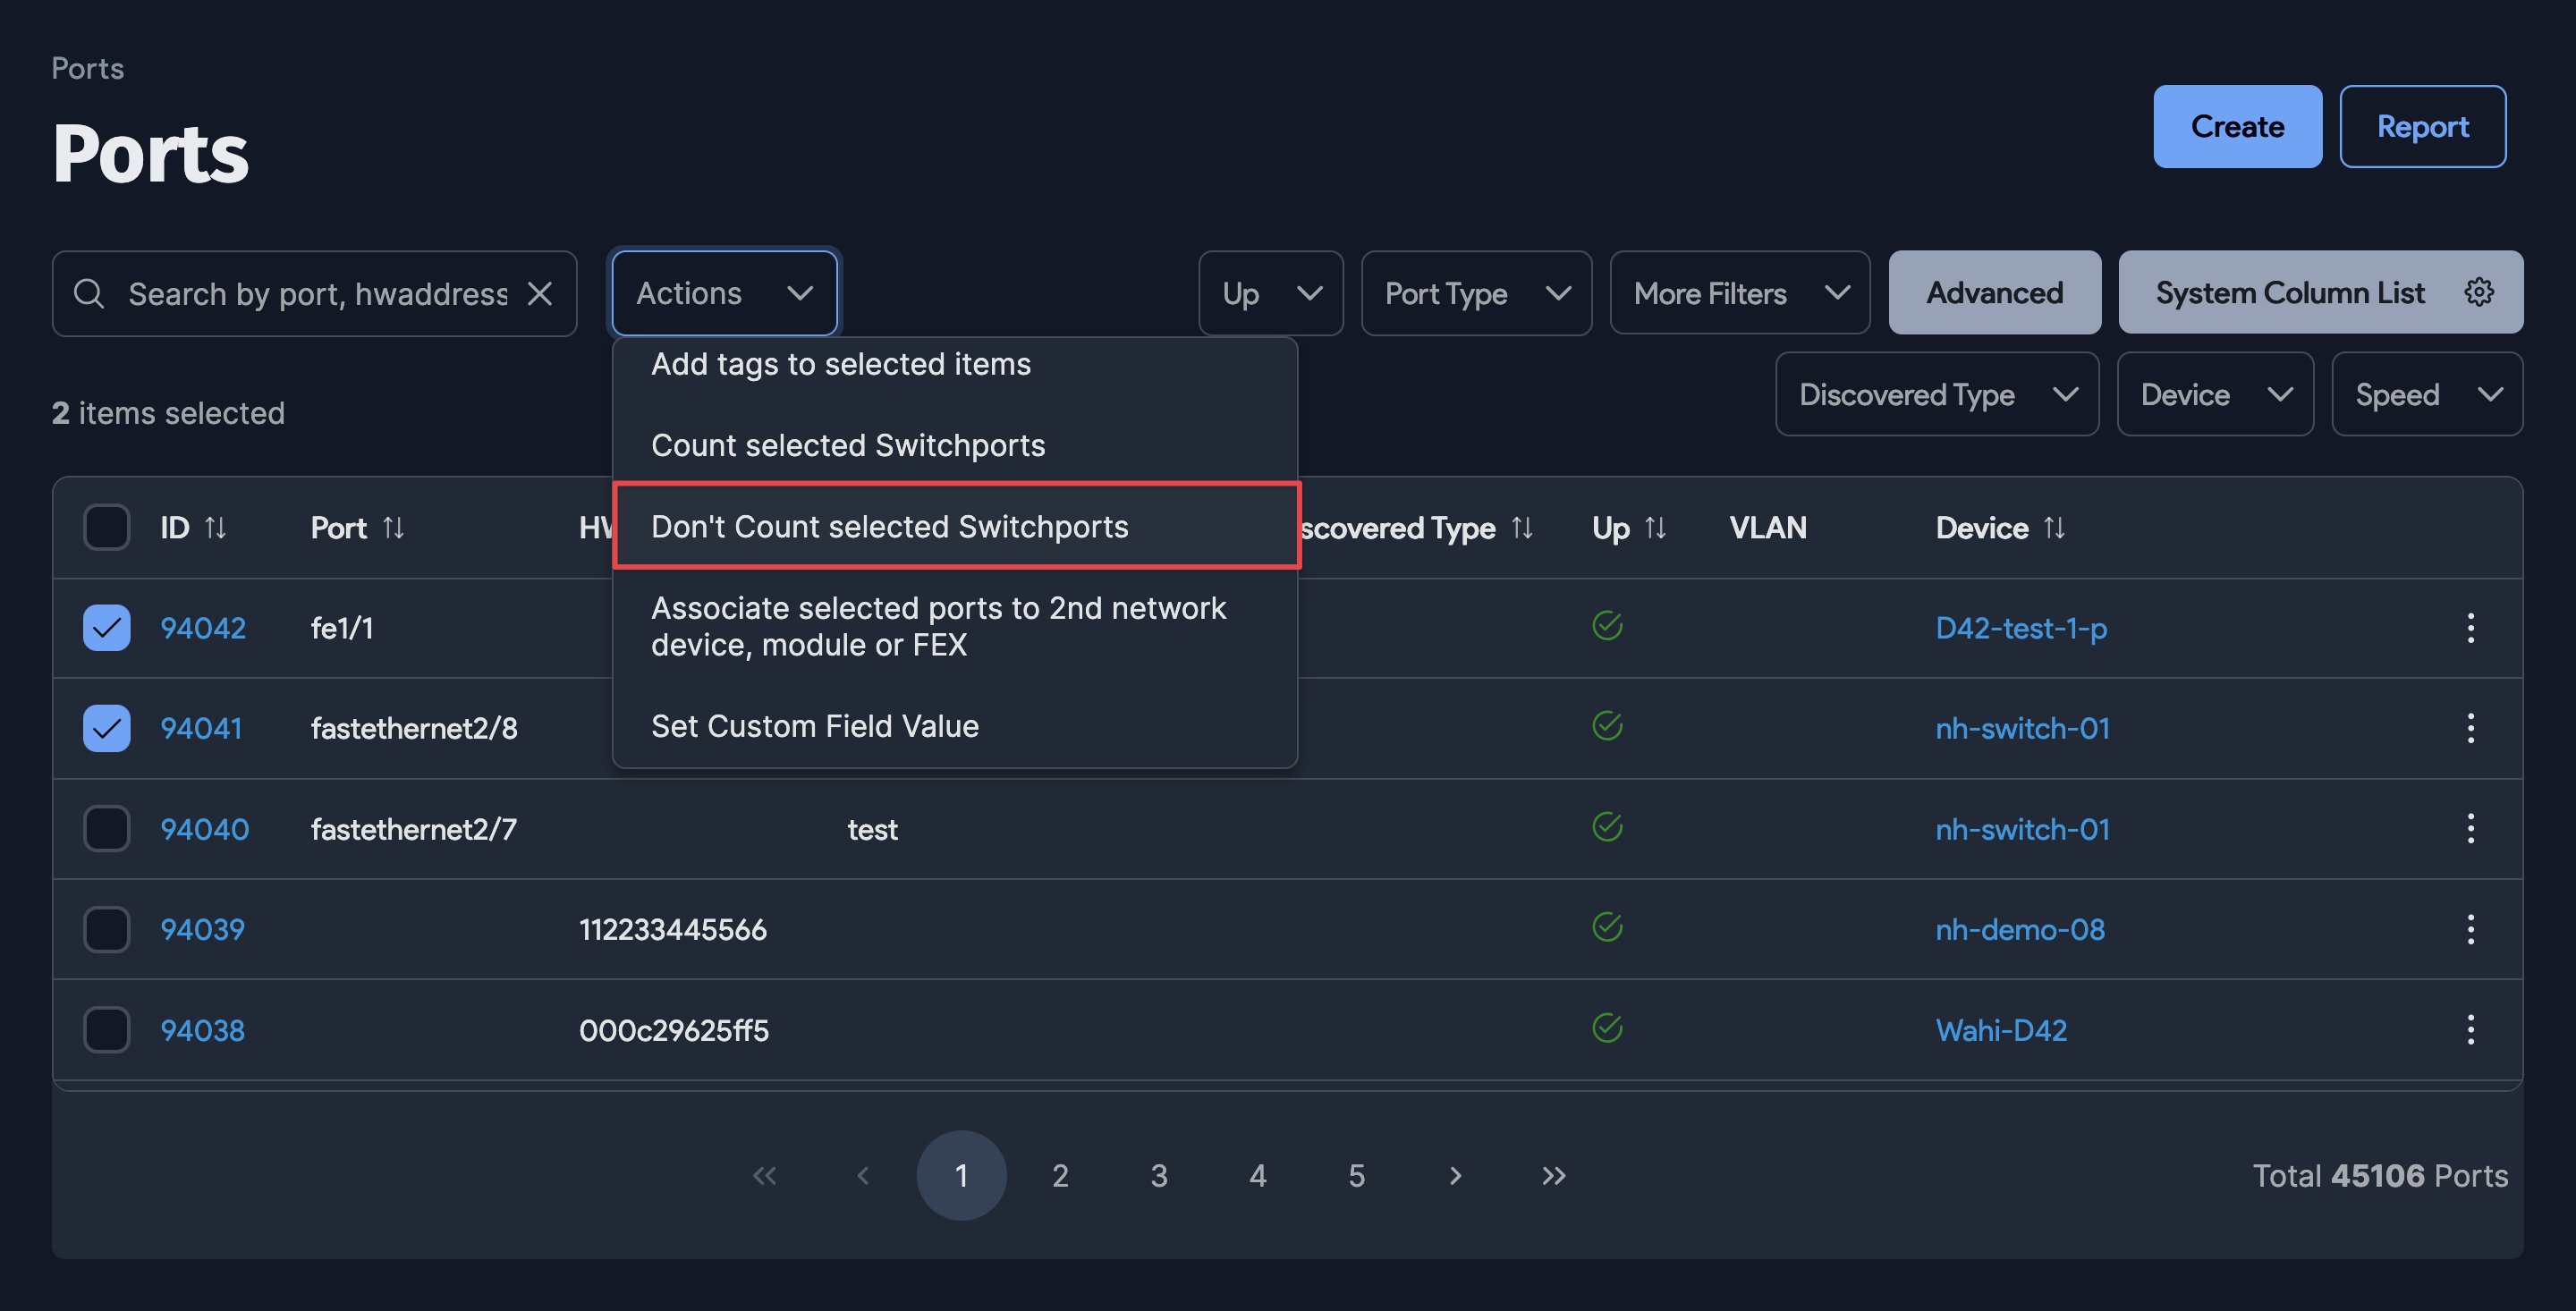 Ports
Ports
Create
Report
Search by port, hwaddress
Actions
Up
Port Type
More Filters
Advanced
System Column List
Discovered Type
Device
Speed
2 items selected
Add tags to selected items
Count selected Switchports
Don't Count selected Switchports
Associate selected ports to 2nd network
device, module or FEX
Set Custom Field Value
ID Port HW scovered Type Up VLAN Device
94042 fe1/1 D42-test-1-p
94041 fastethernet2/8 nh-switch-01
94040 fastethernet2/7 test nh-switch-01
94039 112233445566 nh-demo-08
94038 000c29625ff5 Wahi-D42
1 2 3 4 5
Total 45106 Ports